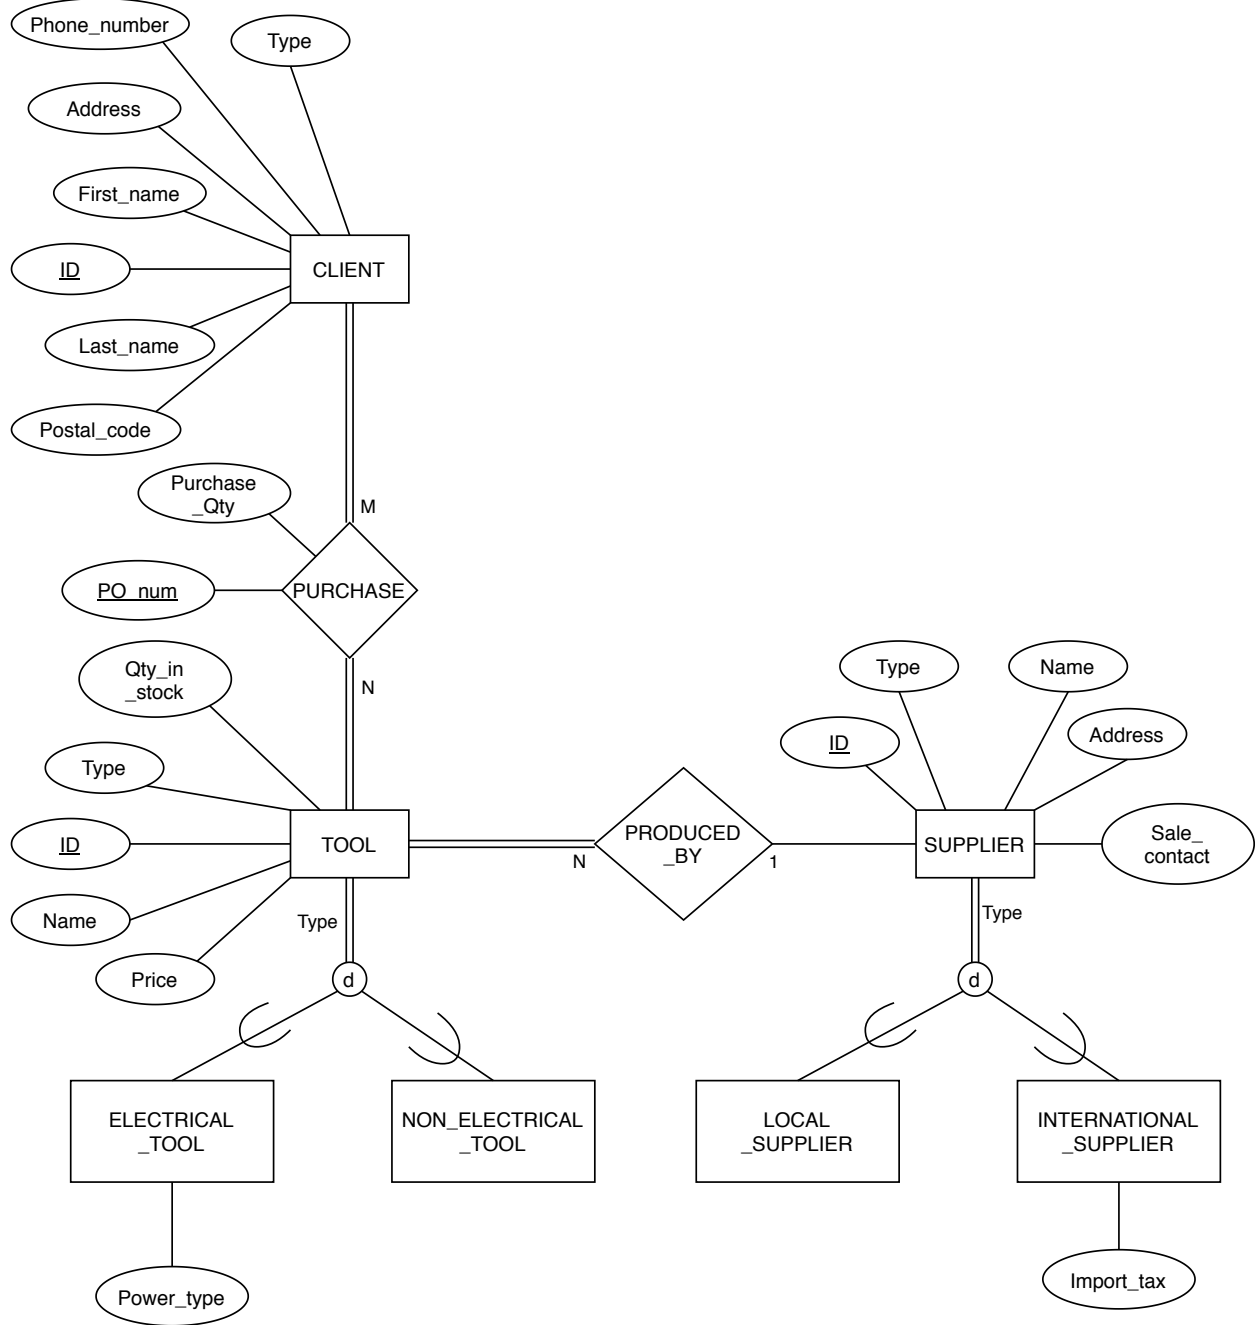 Phone_number
Type
Address
First_name
ID
CLIENT
Last_name
Postal_code
Purchase
_Qty
M
PO_num
PURCHASE
Qty_in
_stock
N
Type
Name
Type
ID
Address
ID
TOOL
N
PRODUCED
_BY
1
SUPPLIER
Sale_
contact
Name
Type
Type
Price
d
d
ELECTRICAL
_TOOL
NON_ELECTRICAL
_TOOL
LOCAL
_SUPPLIER
INTERNATIONAL
_SUPPLIER
Power_type
Import_tax